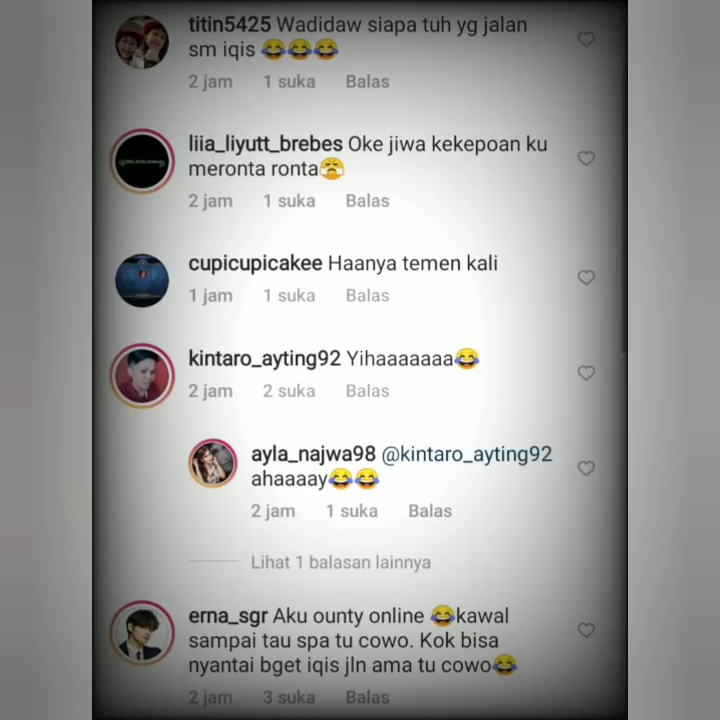 titin5425 Wadidaw siapa tuh yg jalan
sm iqis 😂😂😂
2 jam 1 suka Balas
liia_liyutt_brebes Oke jiwa kekepoan ku
meronta ronta😤
2 jam 1 suka Balas
cupicupicakee Haanya temen kali
1 jam 1 suka Balas
kintaro_ayting92 Yihaaaaaaa😂
2 jam 2 suka Balas
ayla_najwa98 @kintaro_ayting92
ahaaaay😂😂
2 jam 1 suka Balas
Lihat 1 balasan lainnya
erna_sgr Aku ounty online 😂kawal
sampai tau spa tu cowo. Kok bisa
nyantai bget iqis jln ama tu cowo😂
2 jam 3 suka Balas